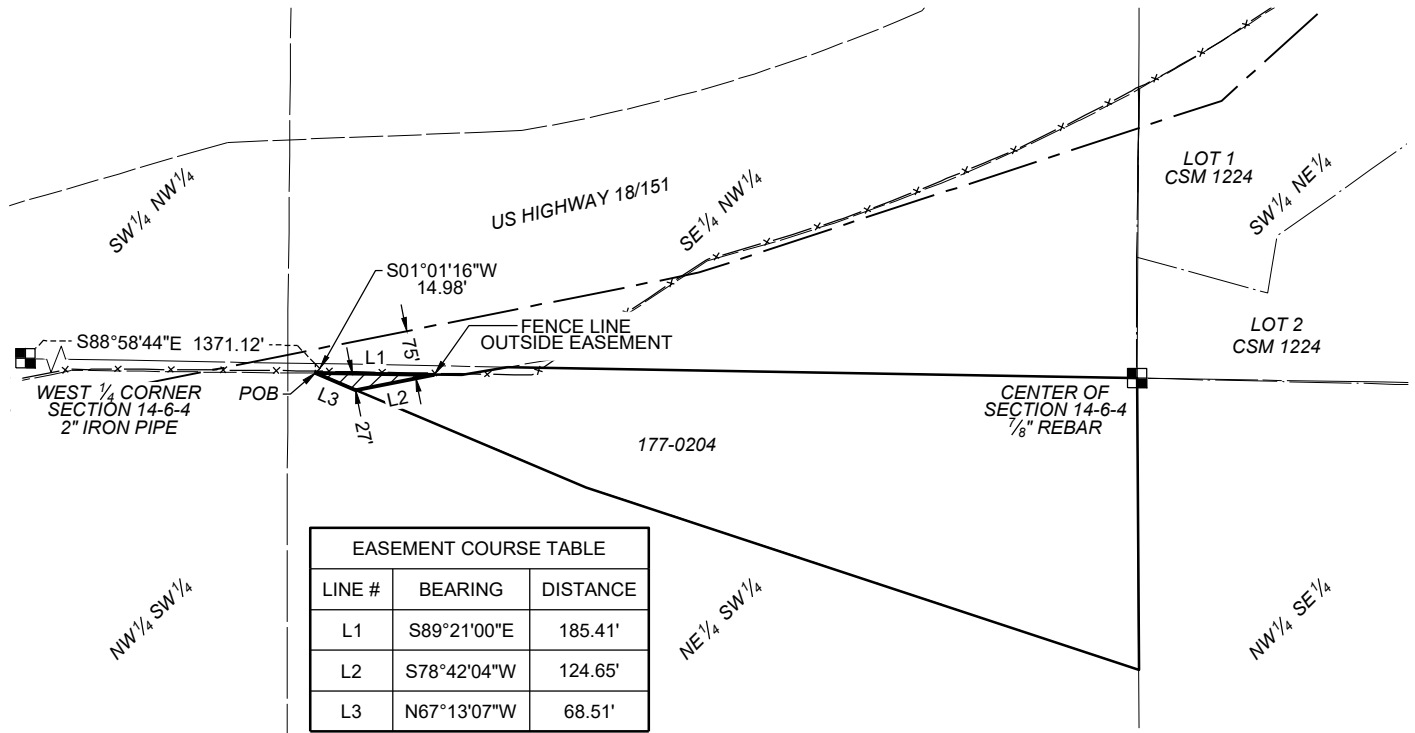 SW¼ NW¼
US HIGHWAY 18/151
SE¼ NW¼
LOT 1
CSM 1224
SW¼ NE¼
S01°01'16"W
14.98'
S88°58'44"E 1371.12'
75'
FENCE LINE
OUTSIDE EASEMENT
LOT 2
CSM 1224
L1
WEST ¼ CORNER
SECTION 14-6-4
2" IRON PIPE
POB
L3
L2
27'
CENTER OF
SECTION 14-6-4
⅞" REBAR
177-0204
EASEMENT COURSE TABLE
LINE # BEARING DISTANCE
L1 S89°21'00"E 185.41'
L2 S78°42'04"W 124.65'
L3 N67°13'07"W 68.51'
NW¼ SW¼
NE¼ SW¼
NW¼ SE¼